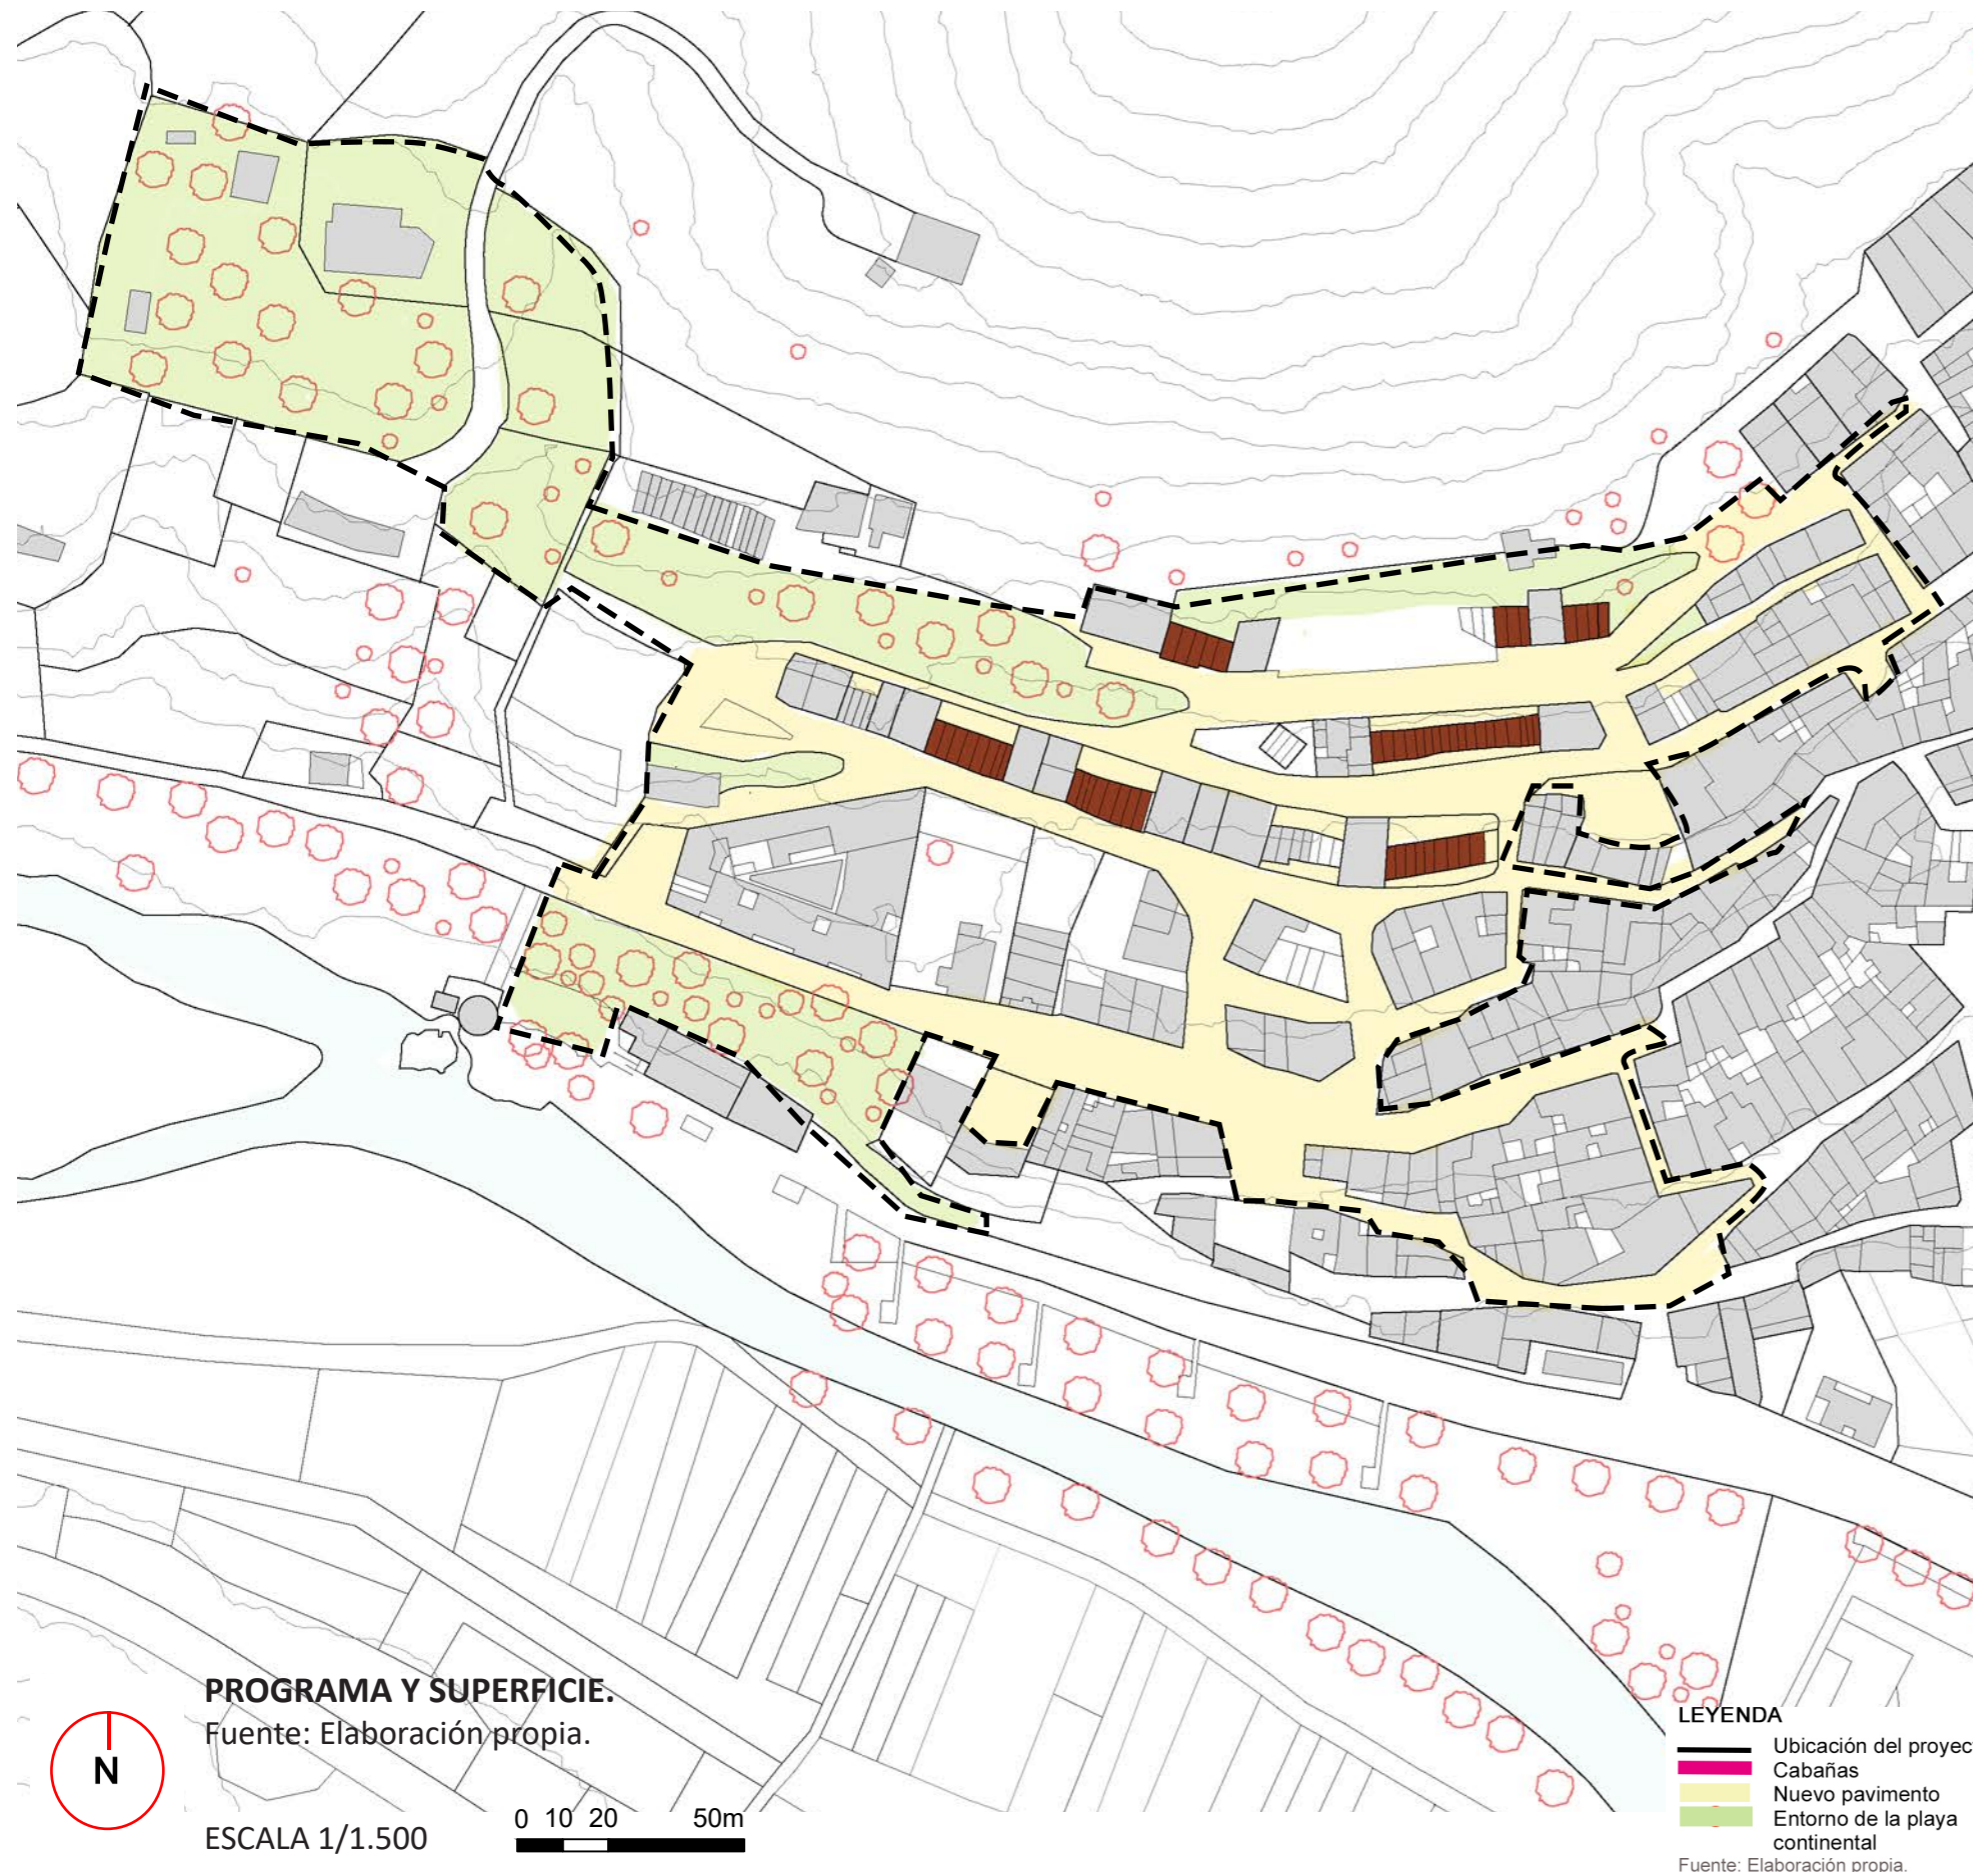 PROGRAMA Y SUPERFICIE.
Fuente: Elaboración propia.
N
ESCALA 1/1.500
0 10 20 50m
LEYENDA
Ubicación del proyec
Cabañas
Nuevo pavimento
Entorno de la playa
continental
Fuente: Elaboración propia.